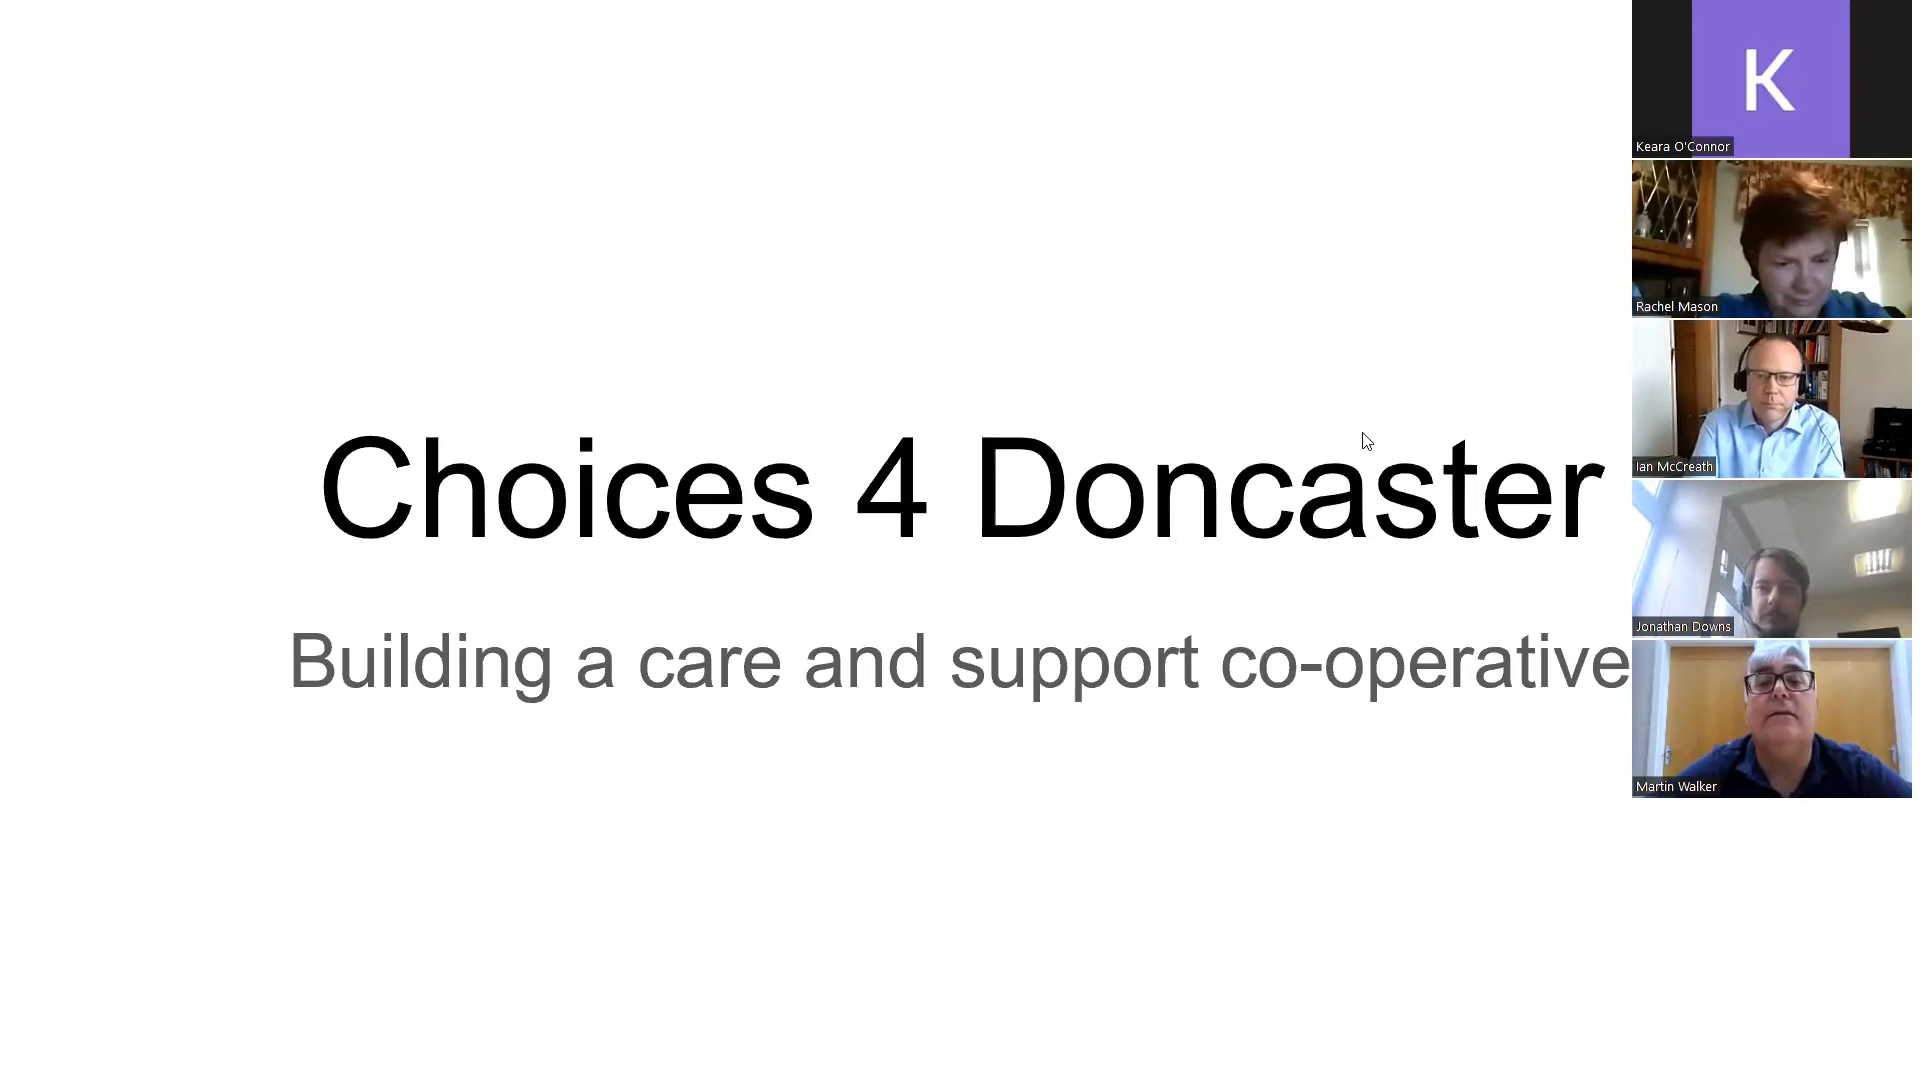 Choices 4 Doncaster
Building a care and support co-operative
K
Keara O'Connor
Rachel Mason
Ian McCreath
Jonathan Downs
Martin Walker